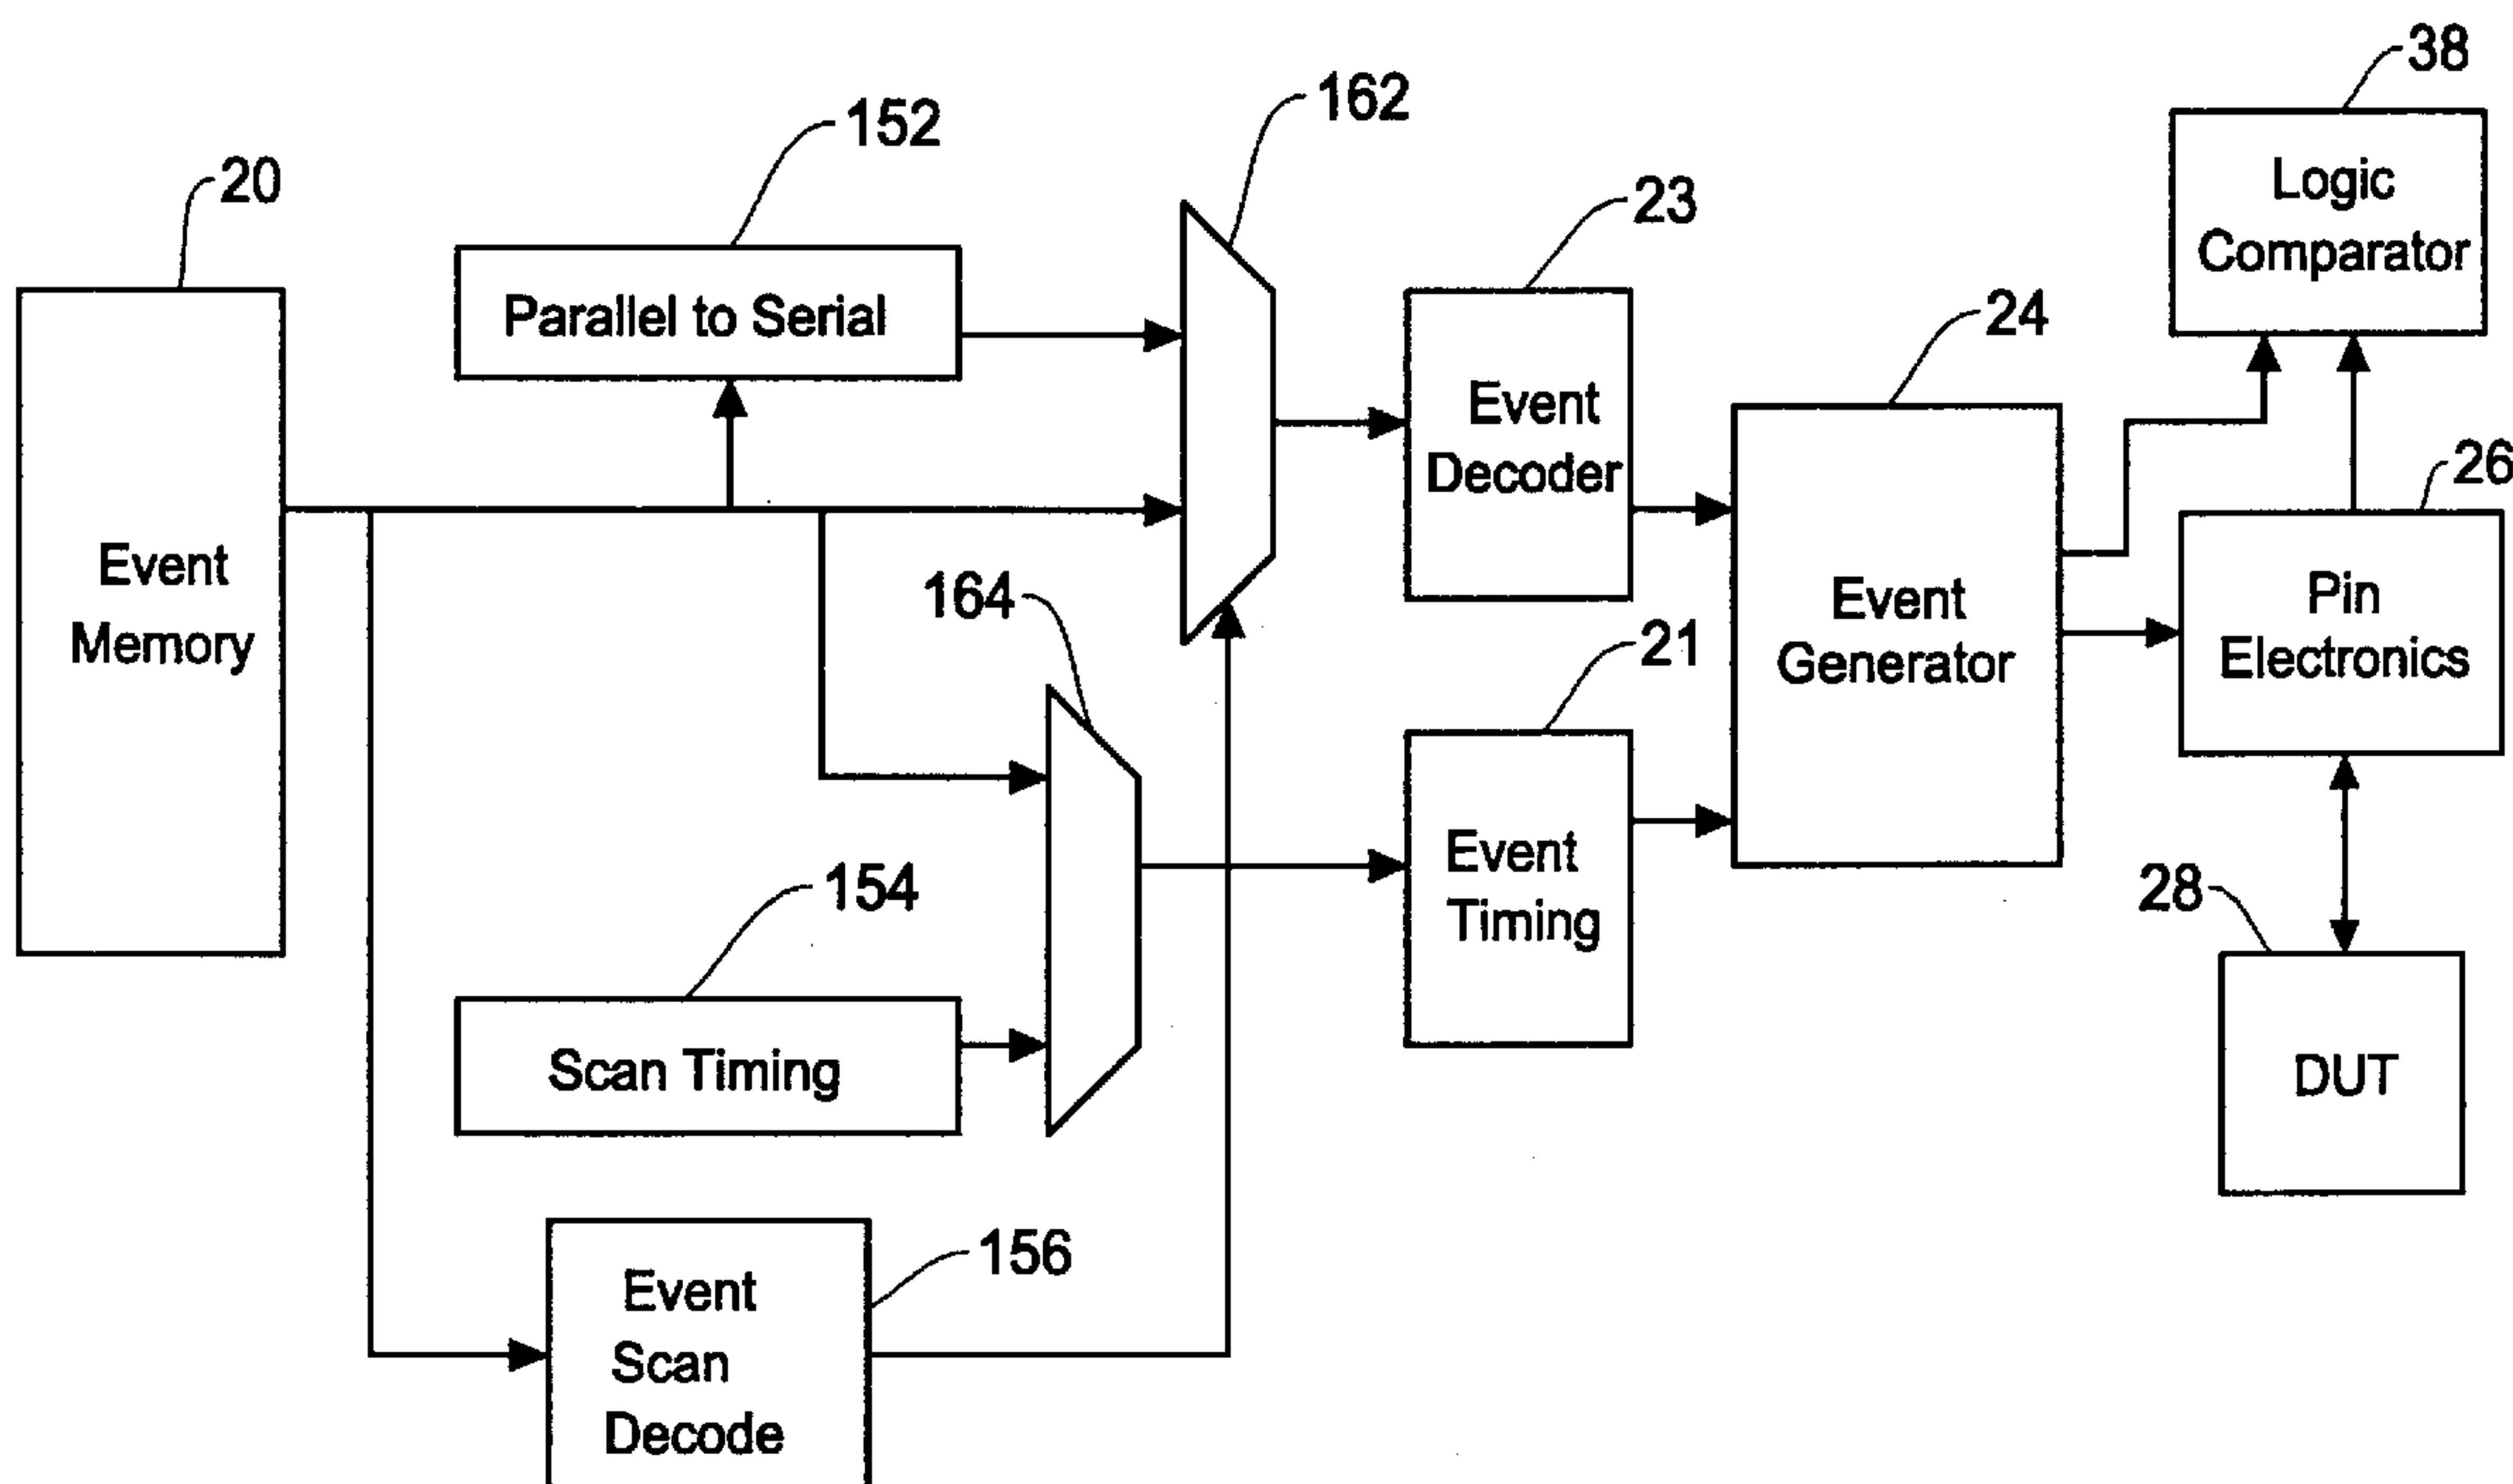 38
162
152
20
23
Logic
Comparator
24
Parallel to Serial
Event
Decoder
26
Event
Memory
164
Pin
Electronics
Event
Generator
21
154
Event
Timing
28
Scan Timing
DUT
156
Event
Scan
Decode